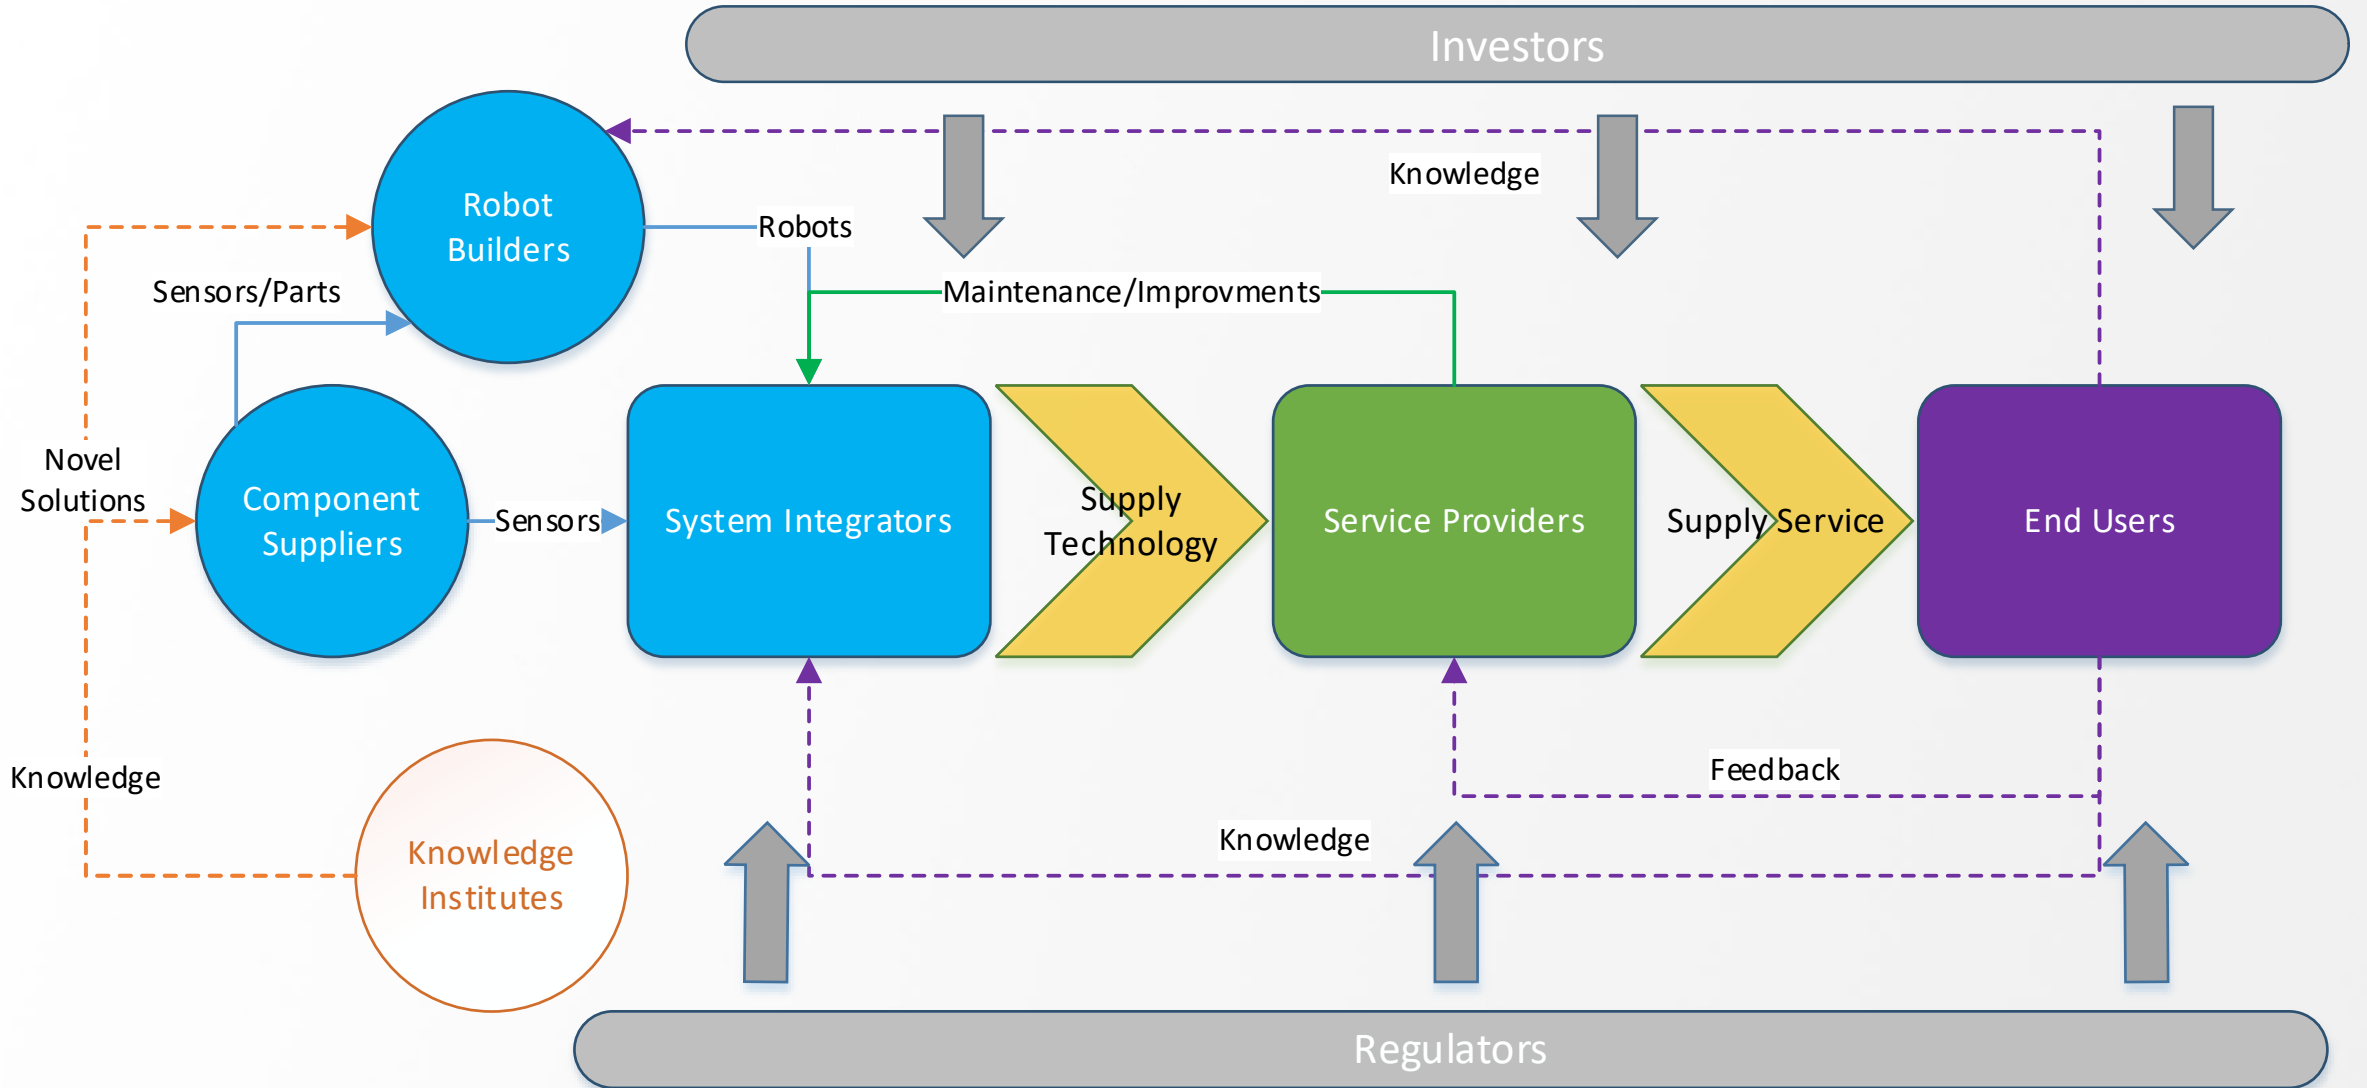 Investors
Knowledge
Robot
Builders
Robots
Sensors/Parts
Maintenance/Improvments
Novel
Solutions
Component
Suppliers
Sensors
System Integrators
Supply
Technology
Service Providers
Supply Service
End Users
Knowledge
Feedback
Knowledge
Knowledge
Institutes
Regulators